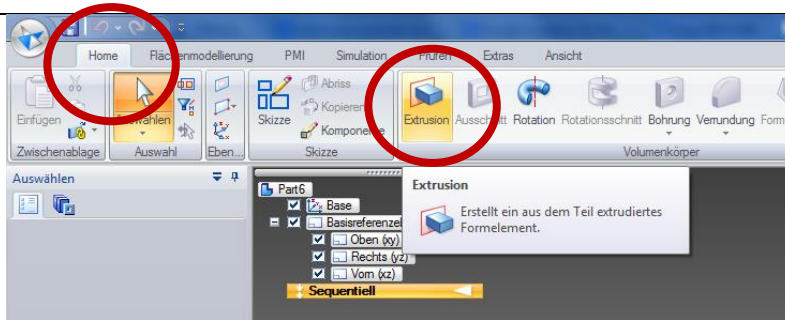 Home Flächenmodellierung PMI Simulation Prüfen Extras Ansicht
Abriss
Kopieren
Komponente
Einfügen Auswählen Skizze Extrusion Ausschnitt Rotation Rotationsschnitt Bohrung Verrundung
Zwischenablage Auswahl Eben... Skizze Volumenkörper
Auswählen
Part6
Base
Oben (xy)
Rechts (yz)
Vorn (xz)
Sequentiell
Extrusion
Erstellt ein aus dem Teil extrudiertes
Formelement.